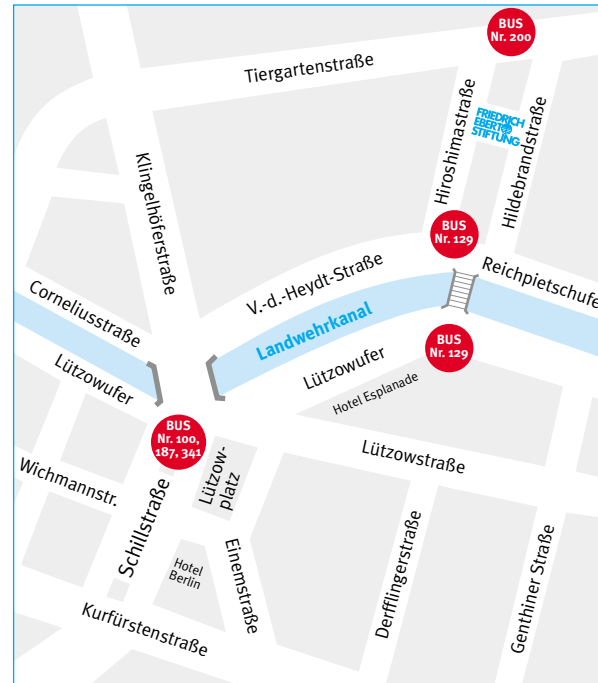 BUS
Nr. 200
Tiergartenstraße
FRIEDRICH
EBERT
STIFTUNG
Hiroshimastraße
Hildebrandstraße
Klingelhöferstraße
BUS
Nr. 129
V.-d.-Heydt-Straße
Reichpietschufe
Corneliusstraße
Landwehrkanal
Lützowufer
BUS
Nr. 129
Lützowufer
Hotel Esplanade
BUS
Nr. 100,
187, 341
Lützow-
platz
Lützowstraße
Wichmannstr.
Schillstraße
Hotel
Berlin
Einemstraße
Derfflingerstraße
Genthiner Straße
Kurfürstenstraße